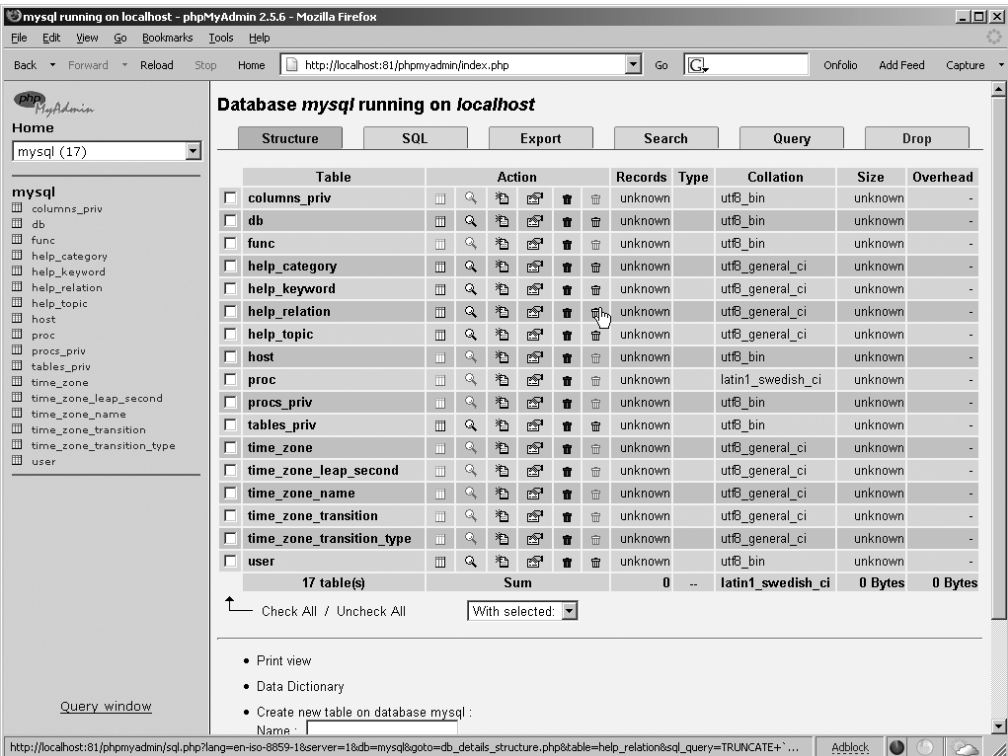 mysql running on localhost - phpMyAdmin 2.5.6 - Mozilla Firefox
File Edit View Go Bookmarks Tools Help
Back Forward Reload Stop Home http://localhost:81/phpmyadmin/index.php Go G Onfolio Add Feed Capture
php
MyAdmin
Home
mysql (17)
mysql
columns_priv
db
func
help_category
help_keyword
help_relation
help_topic
host
proc
procs_priv
tables_priv
time_zone
time_zone_leap_second
time_zone_name
time_zone_transition
time_zone_transition_type
user
Query window
Database mysql running on localhost
Structure SQL Export Search Query Drop
Table Action Records Type Collation Size Overhead
columns_priv unknown utf8_bin unknown -
db unknown utf8_bin unknown -
func unknown utf8_bin unknown -
help_category unknown utf8_general_ci unknown -
help_keyword unknown utf8_general_ci unknown -
help_relation unknown utf8_general_ci unknown -
help_topic unknown utf8_general_ci unknown -
host unknown utf8_bin unknown -
proc unknown latin1_swedish_ci unknown -
procs_priv unknown utf8_bin unknown -
tables_priv unknown utf8_bin unknown -
time_zone unknown utf8_general_ci unknown -
time_zone_leap_second unknown utf8_general_ci unknown -
time_zone_name unknown utf8_general_ci unknown -
time_zone_transition unknown utf8_general_ci unknown -
time_zone_transition_type unknown utf8_general_ci unknown -
user unknown utf8_bin unknown -
17 table(s) Sum 0 -- latin1_swedish_ci 0 Bytes 0 Bytes
Check All / Uncheck All With selected:
Print view
Data Dictionary
Create new table on database mysql :
Name :
http://localhost:81/phpmyadmin/sql.php?lang=en-iso-8859-1&server=1&db=mysql&goto=db_details_structure.php&table=help_relation&sql_query=TRUNCATE+`... Adblock